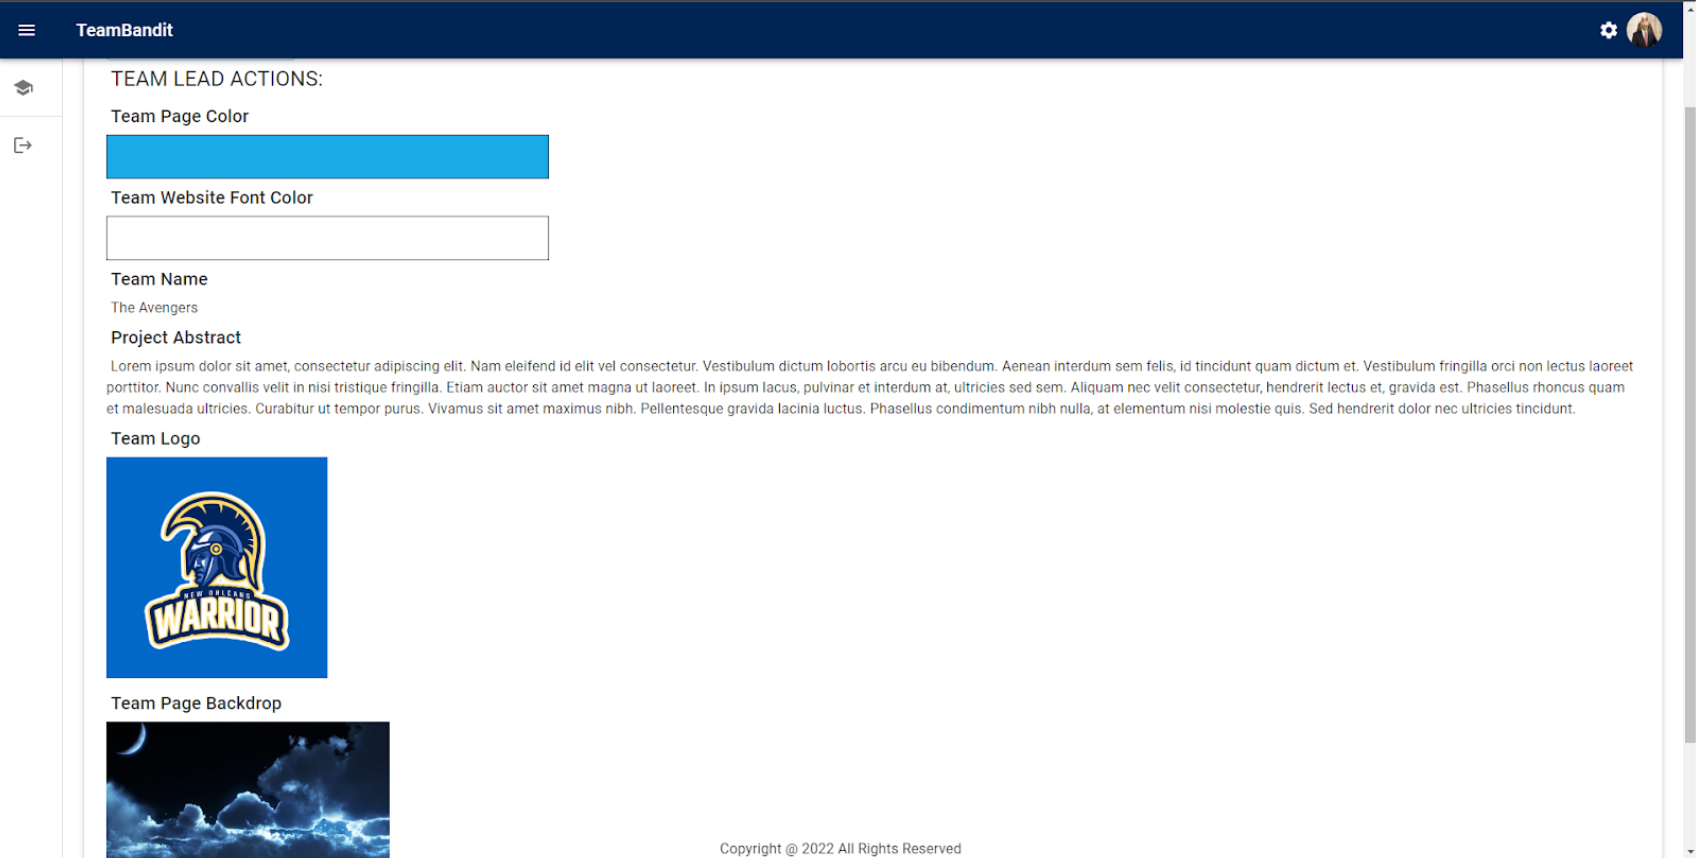 TeamBandit
TEAM LEAD ACTIONS:
Team Page Color
Team Website Font Color
Team Name
The Avengers
Project Abstract
Lorem ipsum dolor sit amet, consectetur adipiscing elit. Nam eleifend id elit vel consectetur. Vestibulum dictum lobortis arcu eu bibendum. Aenean interdum sem felis, id tincidunt quam dictum et. Vestibulum fringilla orci non lectus laoreet
porttitor. Nunc convallis velit in nisi tristique fringilla. Etiam auctor sit amet magna ut laoreet. In ipsum lacus, pulvinar et interdum at, ultricies sed sem. Aliquam nec velit consectetur, hendrerit lectus et, gravida est. Phasellus rhoncus quam
et malesuada ultricies. Curabitur ut tempor purus. Vivamus sit amet maximus nibh. Pellentesque gravida lacinia luctus. Phasellus condimentum nibh nulla, at elementum nisi molestie quis. Sed hendrerit dolor nec ultricies tincidunt.
Team Logo
NEW ORLEANS
WARRIOR
Team Page Backdrop
Copyright @ 2022 All Rights Reserved